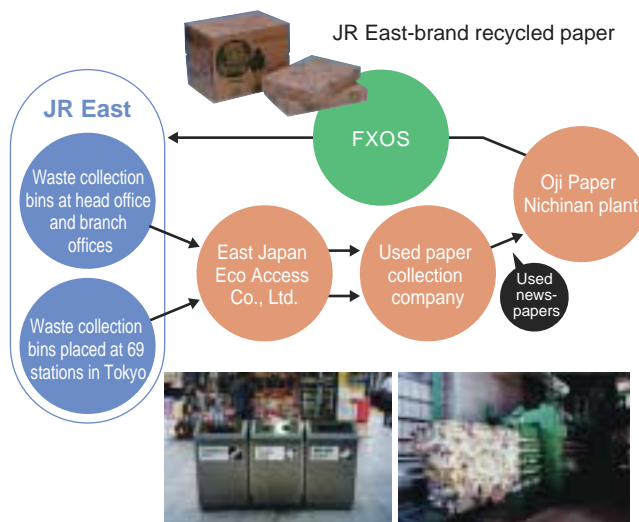 JR East-brand recycled paper
JR East
FXOS
Waste collection
bins at head office
and branch
offices
Oji Paper
Nichinan plant
East Japan
Eco Access
Co., Ltd.
Used paper
collection
company
Used
news-
papers
Waste collection
bins placed at 69
stations in Tokyo